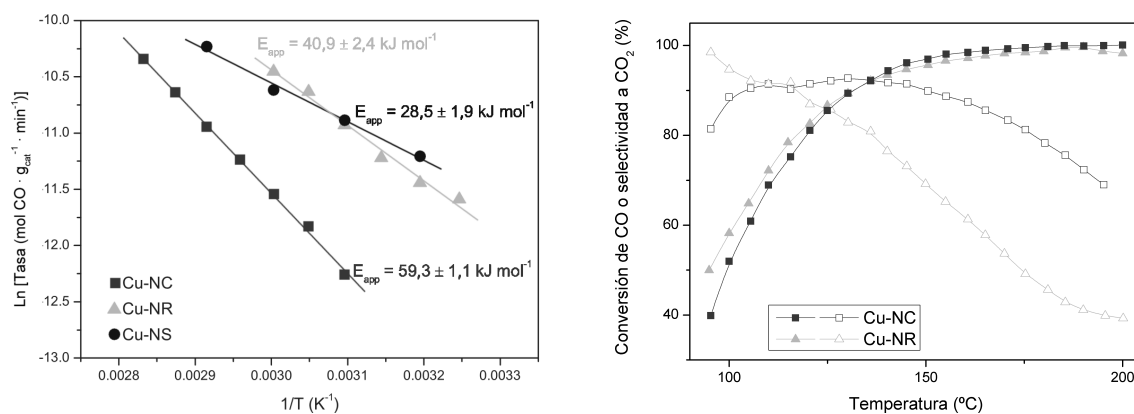 Ln [Tasa (mol CO · g_cat⁻¹ · min⁻¹)]
-10.0
-10.5
-11.0
-11.5
-12.0
-12.5
-13.0
E_app = 40,9 ± 2,4 kJ mol⁻¹
E_app = 28,5 ± 1,9 kJ mol⁻¹
E_app = 59,3 ± 1,1 kJ mol⁻¹
Cu-NC
Cu-NR
Cu-NS
0.0028 0.0029 0.0030 0.0031 0.0032 0.0033
1/T (K⁻¹)
Conversión de CO o selectividad a CO₂ (%)
100
80
60
40
Cu-NC
Cu-NR
100 150 200
Temperatura (ºC)